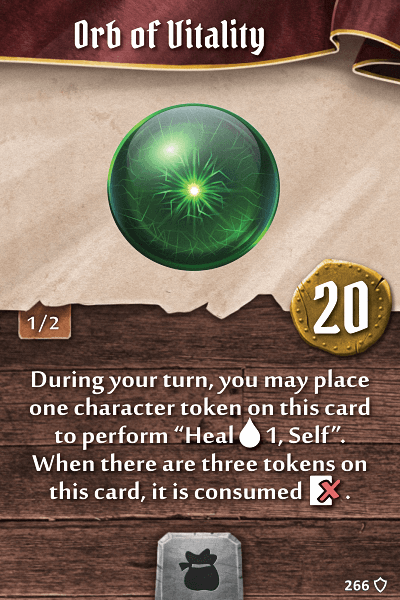 Orb of Vitality
20
1/2
During your turn, you may place
one character token on this card
to perform “Heal 1, Self”.
When there are three tokens on
this card, it is consumed .
266